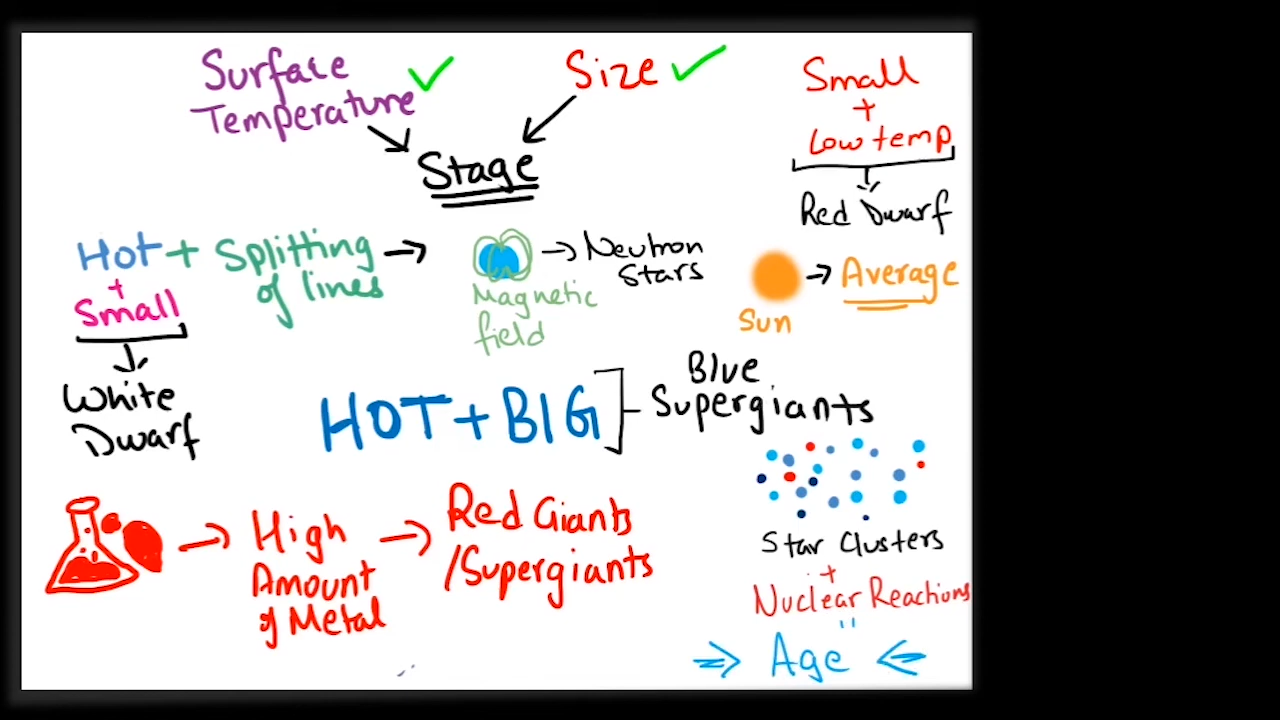 Surface
Temperature
Size
Stage
Small
+
Low temp
Red Dwarf
Hot + Splitting
of lines
+
Small
White
Dwarf
Magnetic
field
Neutron
Stars
Sun
Average
HOT + BIG
Blue
Supergiants
High
Amount
of Metal
Red Giants
/Supergiants
Star Clusters
+
Nuclear Reactions
"
Age